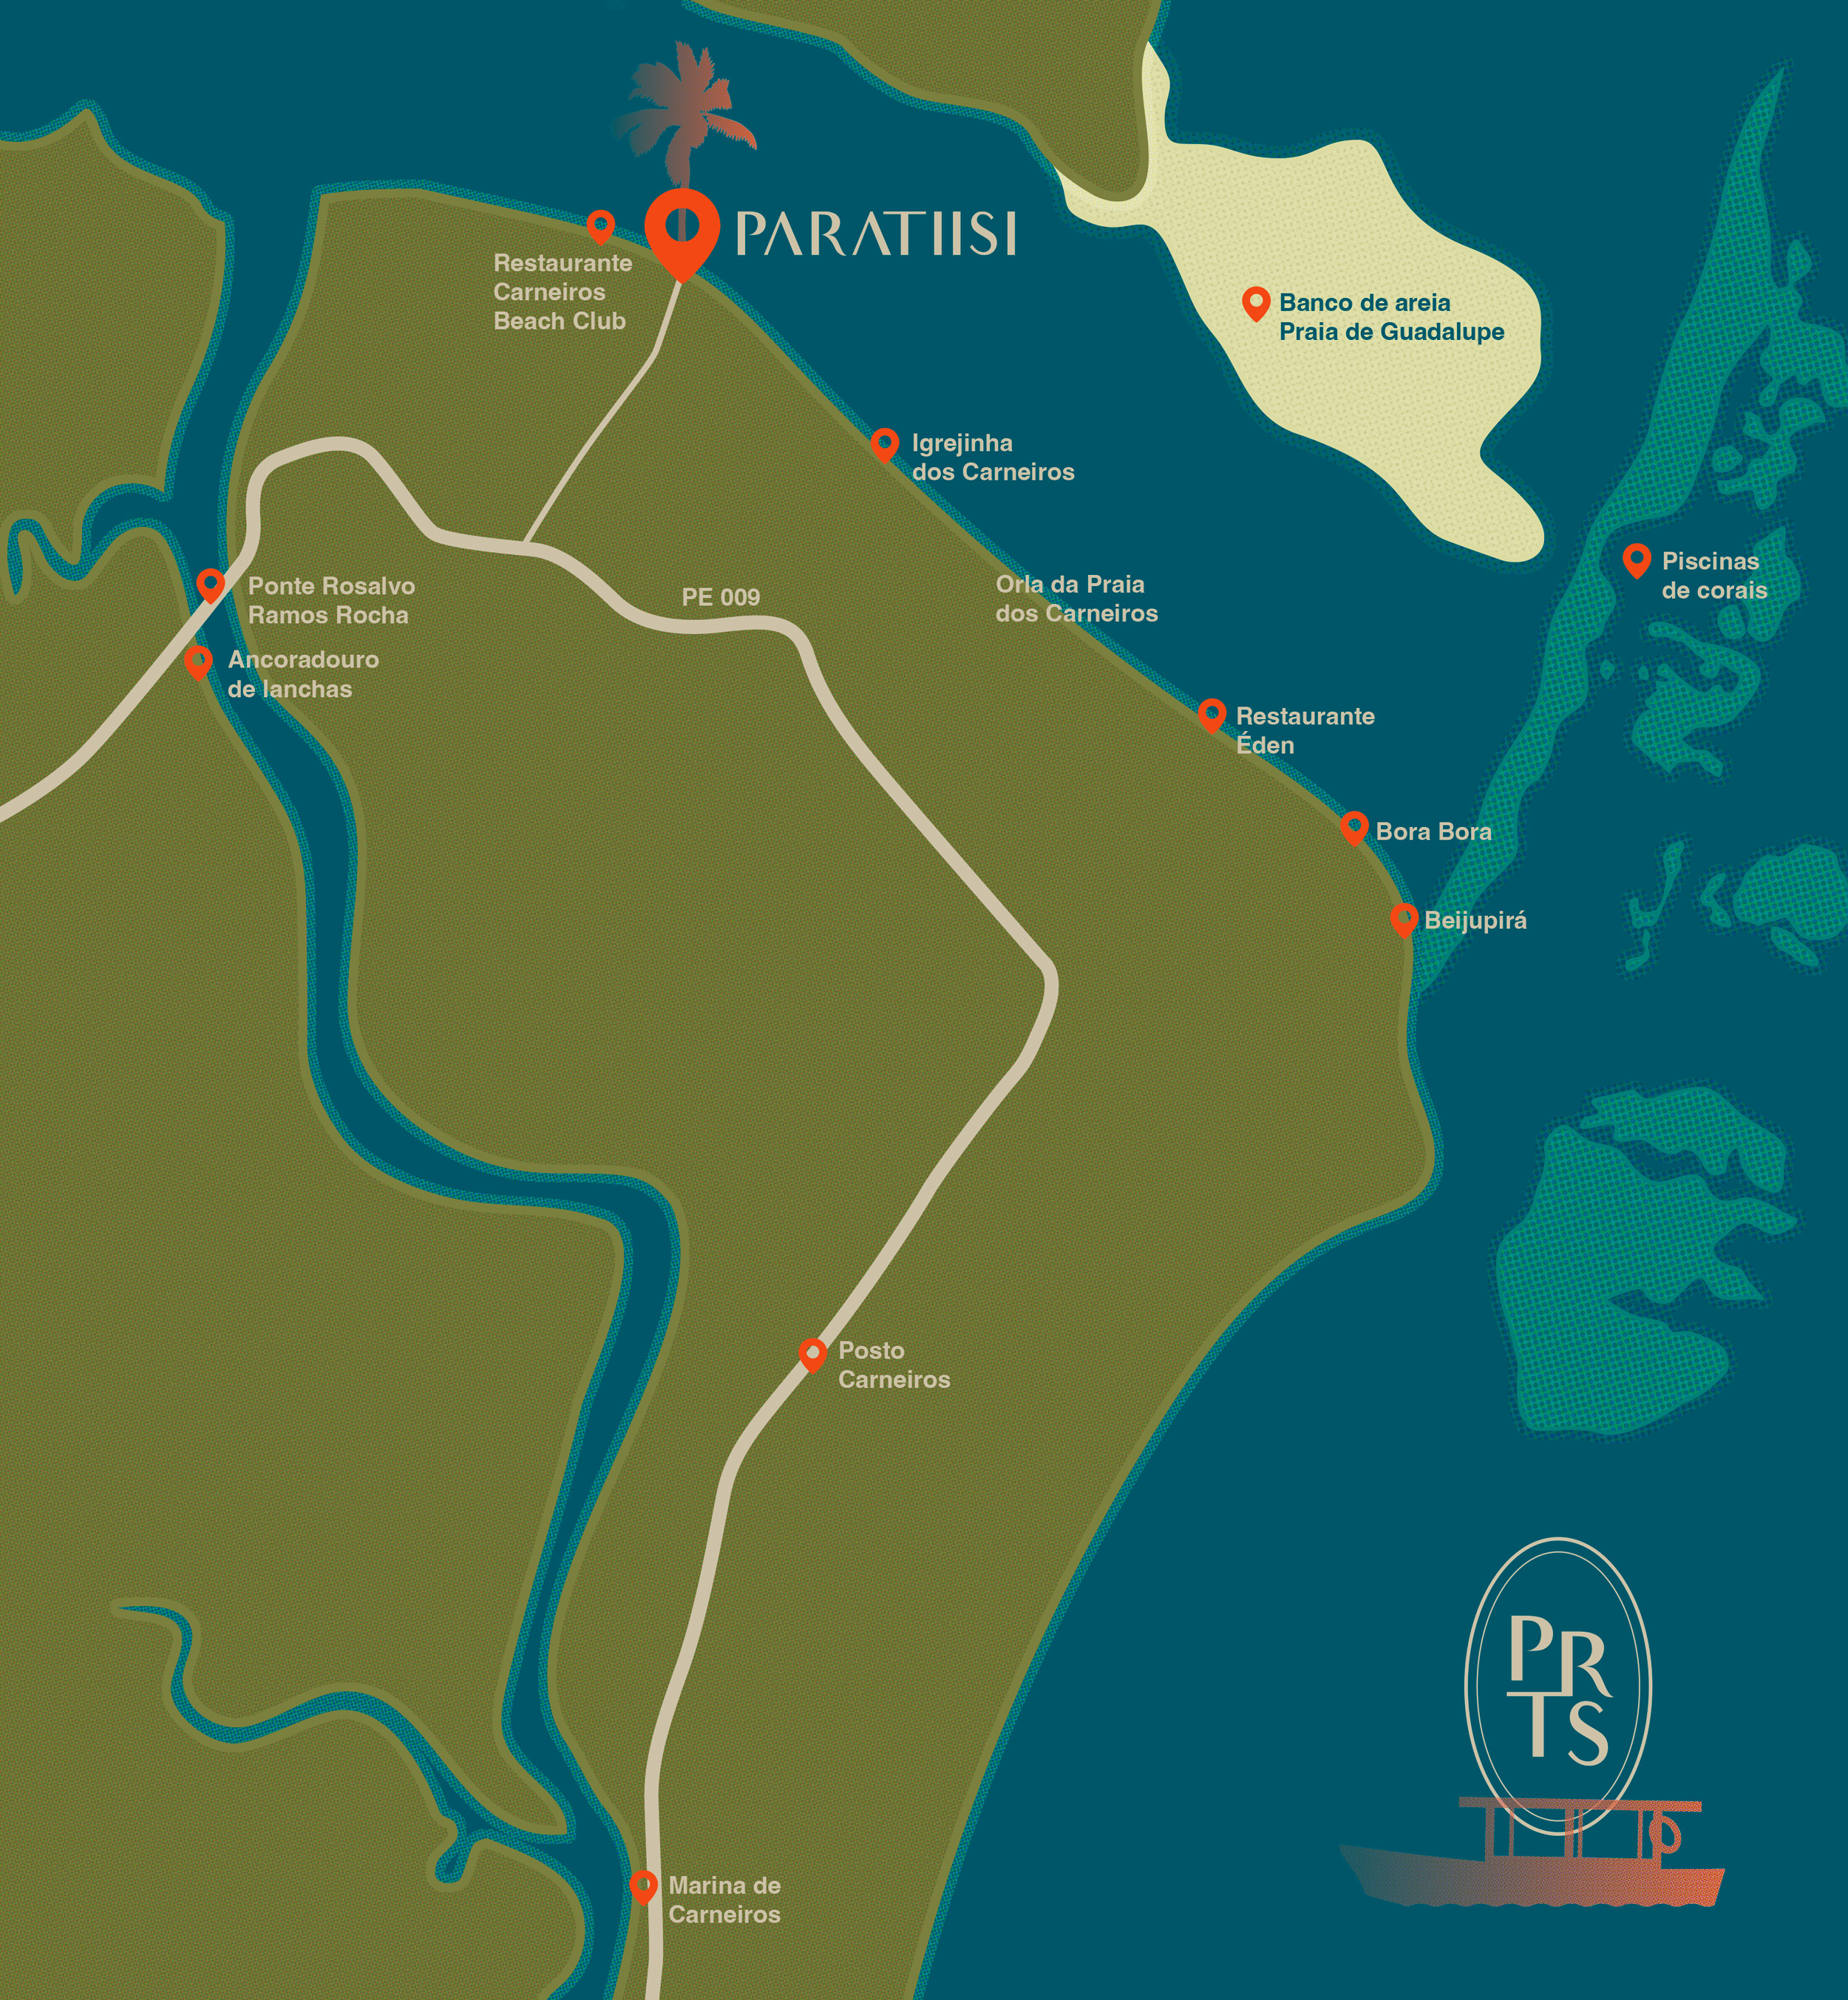 PARATIISI
Restaurante
Carneiros
Beach Club
Banco de areia
Praia de Guadalupe
Igrejinha
dos Carneiros
Piscinas
de corais
Ponte Rosalvo
Ramos Rocha
PE 009
Orla da Praia
dos Carneiros
Ancoradouro
de lanchas
Restaurante
Éden
Bora Bora
Beijupirá
Posto
Carneiros
PR
TS
Marina de
Carneiros